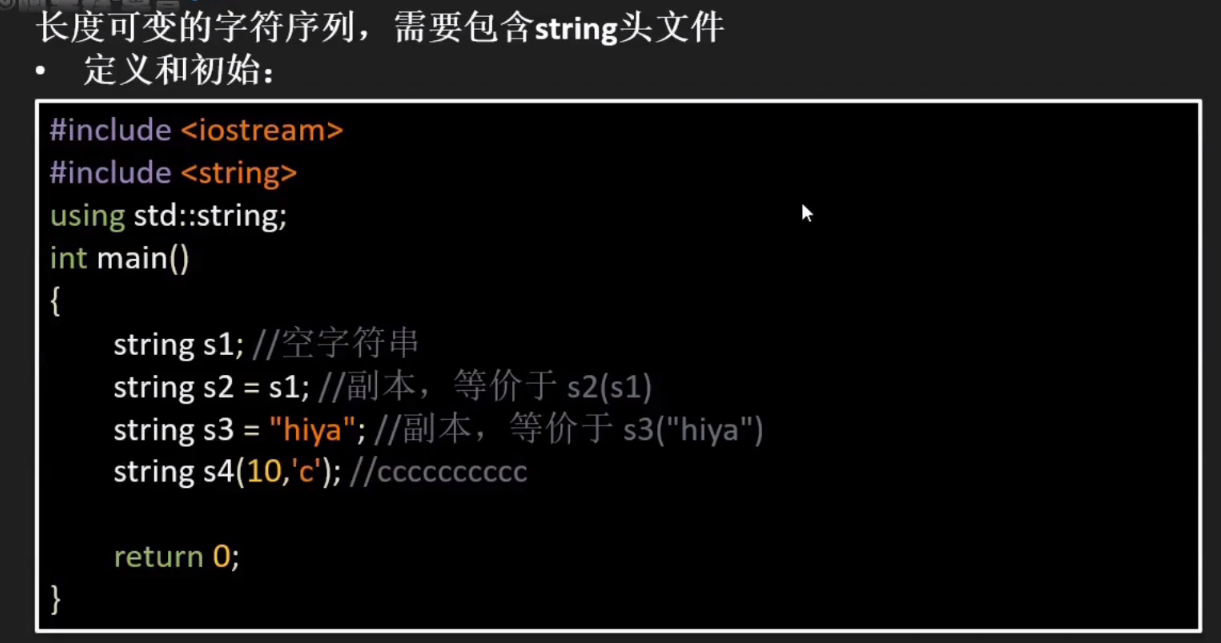 长度可变的字符序列，需要包含string头文件
• 定义和初始：
#include <iostream>
#include <string>
using std::string;
int main()
{
string s1; //空字符串
string s2 = s1; //副本，等价于 s2(s1)
string s3 = "hiya"; //副本，等价于 s3("hiya")
string s4(10,'c'); //cccccccccc
return 0;
}